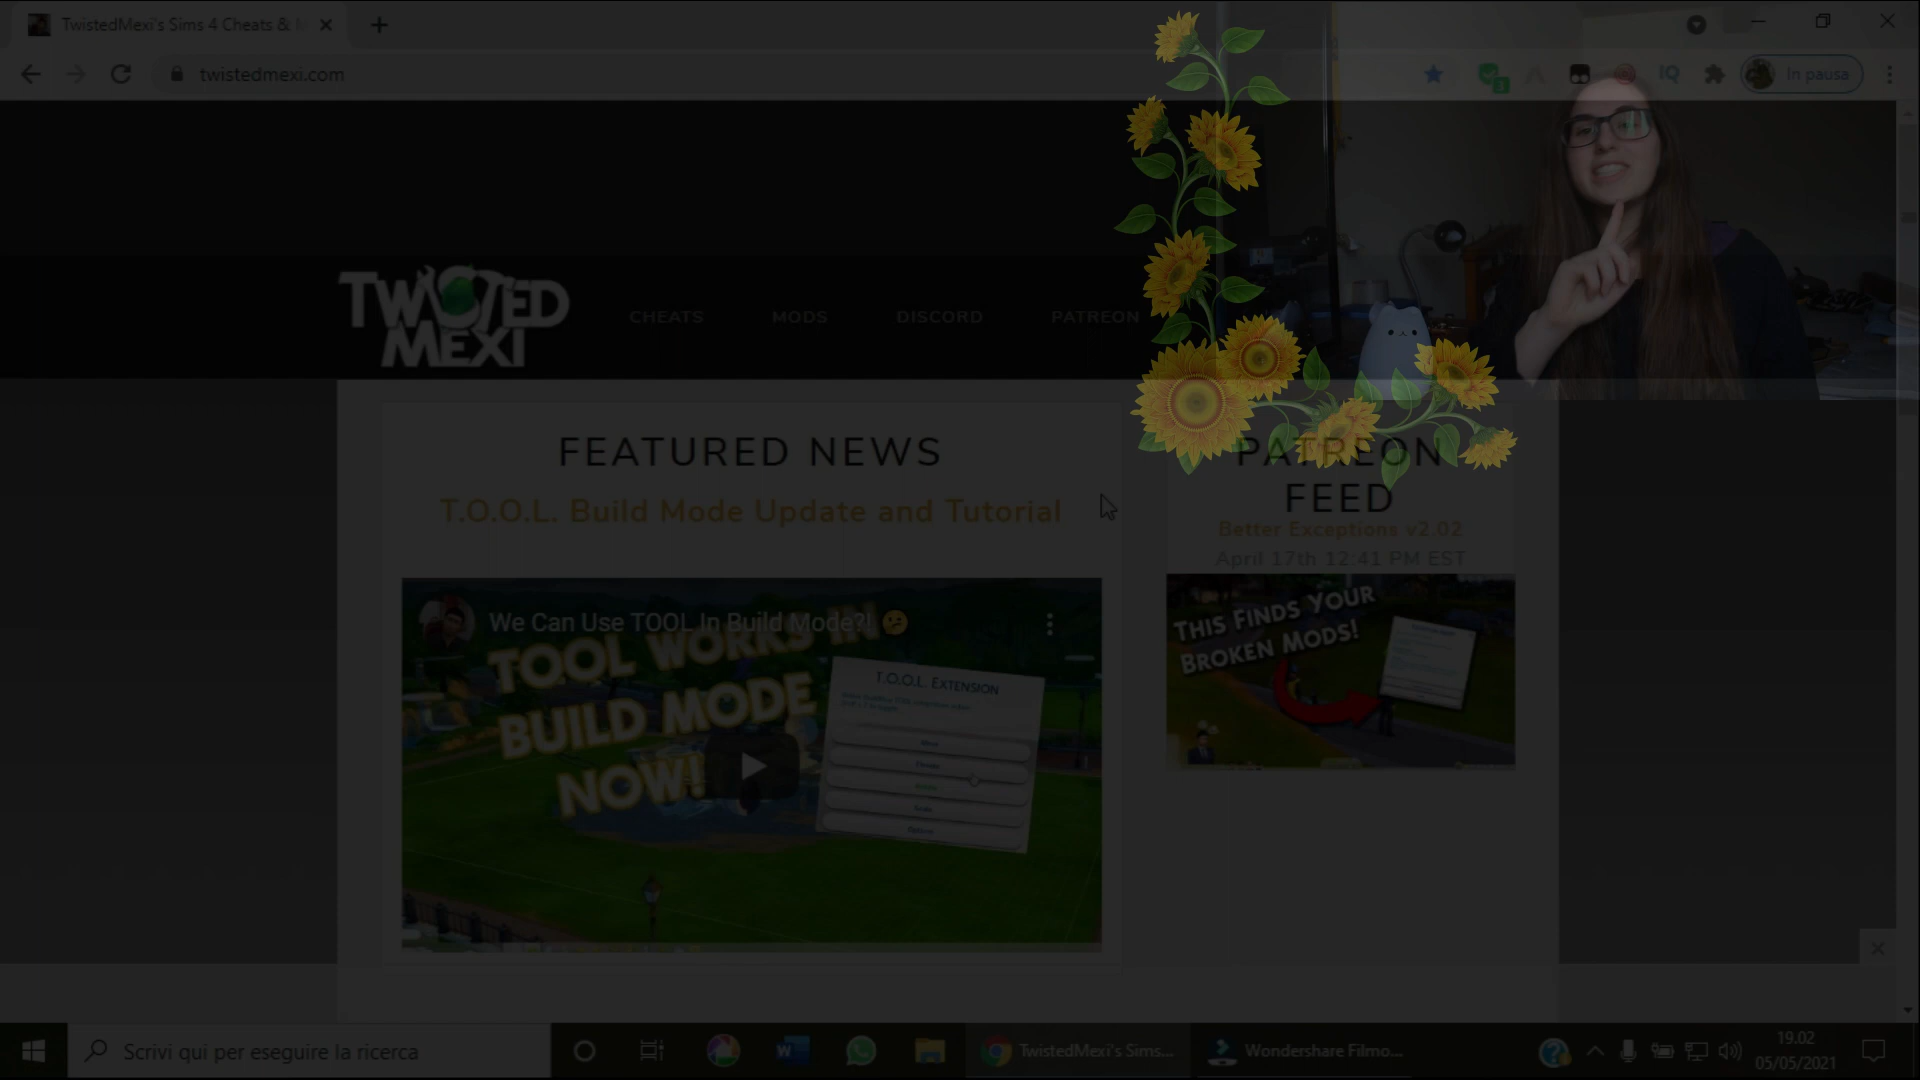 TwistedMexi's Sims 4 Cheats & M
twistedmexi.com
In pausa
TWISTED
MEXI
CHEATS
MODS
DISCORD
PATREON
FEATURED NEWS
T.O.O.L. Build Mode Update and Tutorial
We Can Use TOOL In Build Mode?!
TOOL WORKS IN
BUILD MODE
NOW!
T.O.O.L. EXTENSION
PATREON
FEED
Better Exceptions v2.02
April 17th 12:41 PM EST
THIS FINDS YOUR
BROKEN MODS!
Scrivi qui per eseguire la ricerca
TwistedMexi's Sims...
Wondershare Filmo...
19.02
05/05/2021